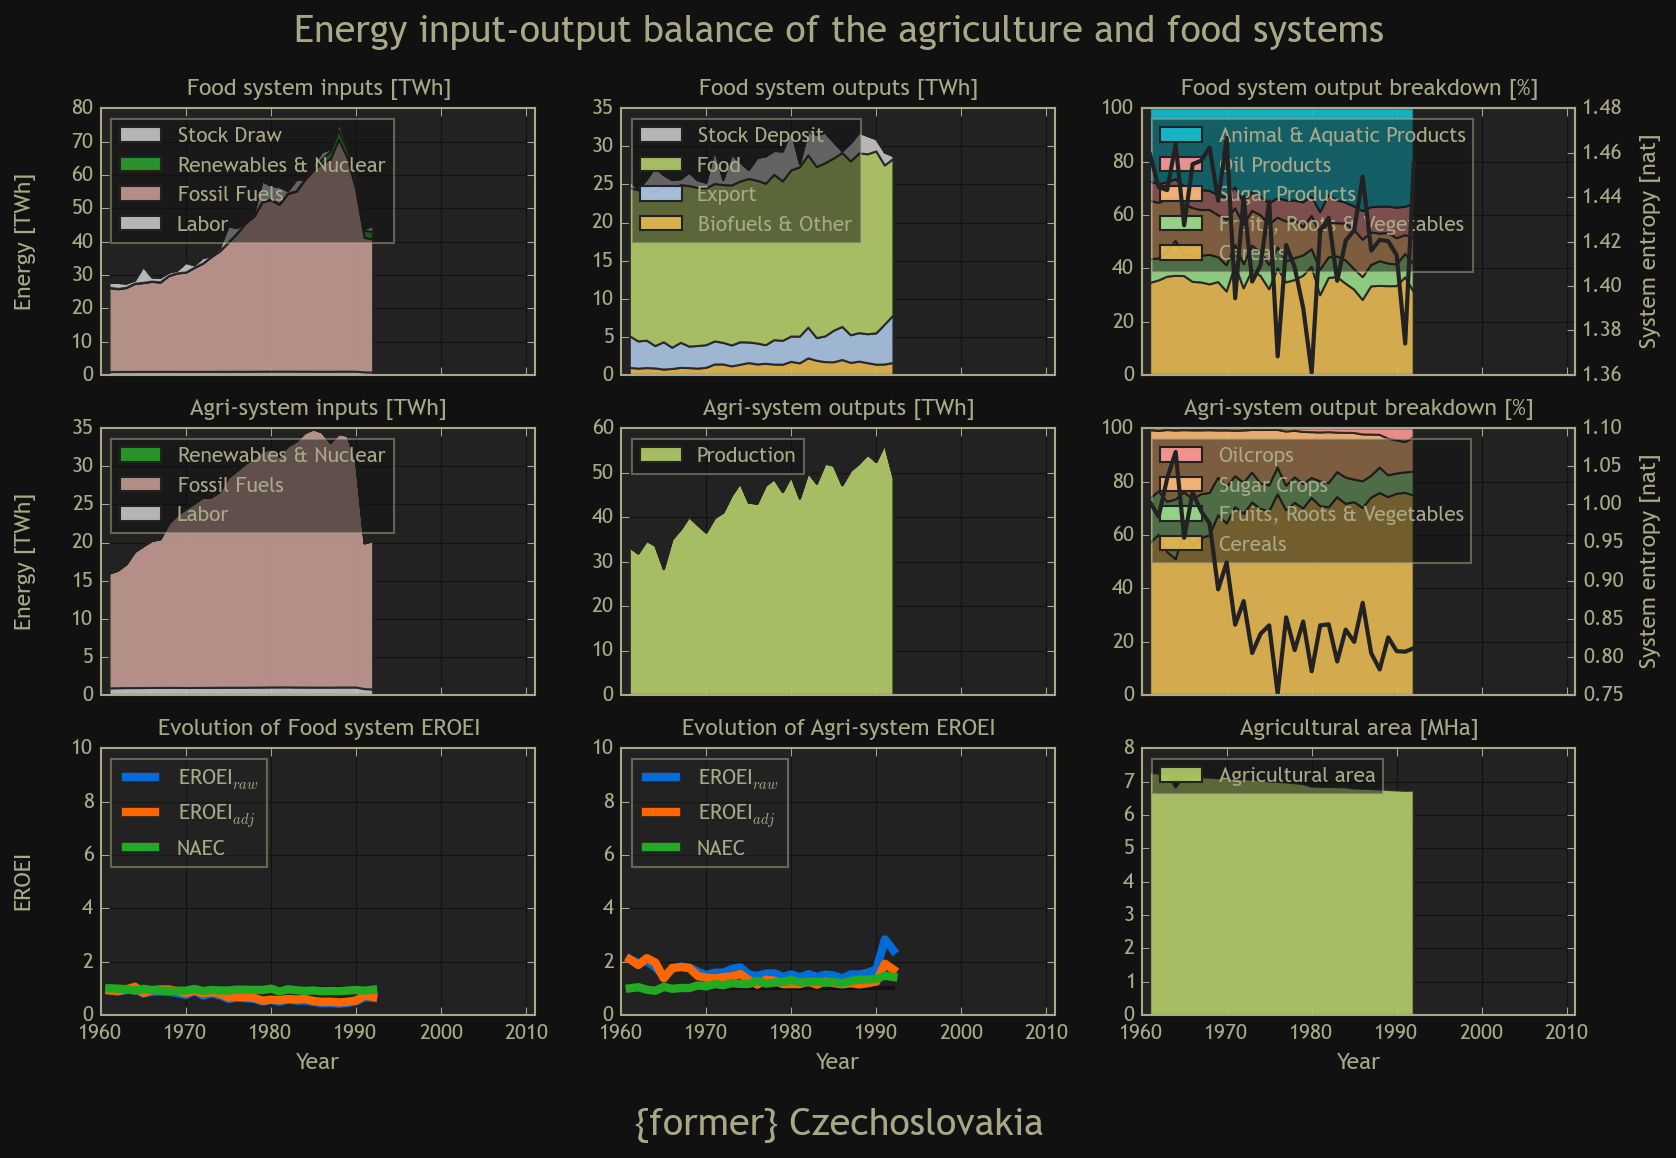 Energy input-output balance of the agriculture and food systems
Food system inputs [TWh]
Energy [TWh]
80
70
60
50
40
30
20
10
0
Stock Draw
Renewables & Nuclear
Fossil Fuels
Labor
Food system outputs [TWh]
35
30
25
20
15
10
5
0
Stock Deposit
Food
Export
Biofuels & Other
Food system output breakdown [%]
100
80
60
40
20
0
Animal & Aquatic Products
Oil Products
Sugar Products
Fruits, Roots & Vegetables
Cereals
1.48
1.46
1.44
1.42
1.40
1.38
1.36
System entropy [nat]
Agri-system inputs [TWh]
Energy [TWh]
35
30
25
20
15
10
5
0
Renewables & Nuclear
Fossil Fuels
Labor
Agri-system outputs [TWh]
60
50
40
30
20
10
0
Production
Agri-system output breakdown [%]
100
80
60
40
20
0
Oilcrops
Sugar Crops
Fruits, Roots & Vegetables
Cereals
1.10
1.05
1.00
0.95
0.90
0.85
0.80
0.75
System entropy [nat]
Evolution of Food system EROEI
EROEI
10
8
6
4
2
0
EROEI raw
EROEI adj
NAEC
1960 1970 1980 1990 2000 2010
Year
Evolution of Agri-system EROEI
10
8
6
4
2
0
EROEI raw
EROEI adj
NAEC
1960 1970 1980 1990 2000 2010
Year
Agricultural area [MHa]
8
7
6
5
4
3
2
1
0
Agricultural area
1960 1970 1980 1990 2000 2010
Year
{former} Czechoslovakia